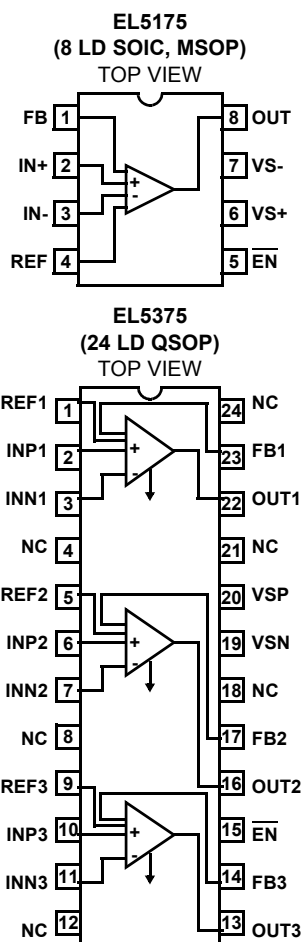 EL5175
(8 LD SOIC, MSOP)
TOP VIEW
FB 1 8 OUT
IN+ 2 7 VS-
+
-
IN- 3 6 VS+
REF 4 5 EN
EL5375
(24 LD QSOP)
TOP VIEW
REF1 1 24 NC
INP1 2 + 23 FB1
-
INN1 3 22 OUT1
NC 4 21 NC
REF2 5 20 VSP
INP2 6 + 19 VSN
-
INN2 7 18 NC
NC 8 17 FB2
REF3 9 16 OUT2
INP3 10 + 15 EN
-
INN3 11 14 FB3
NC 12 13 OUT3